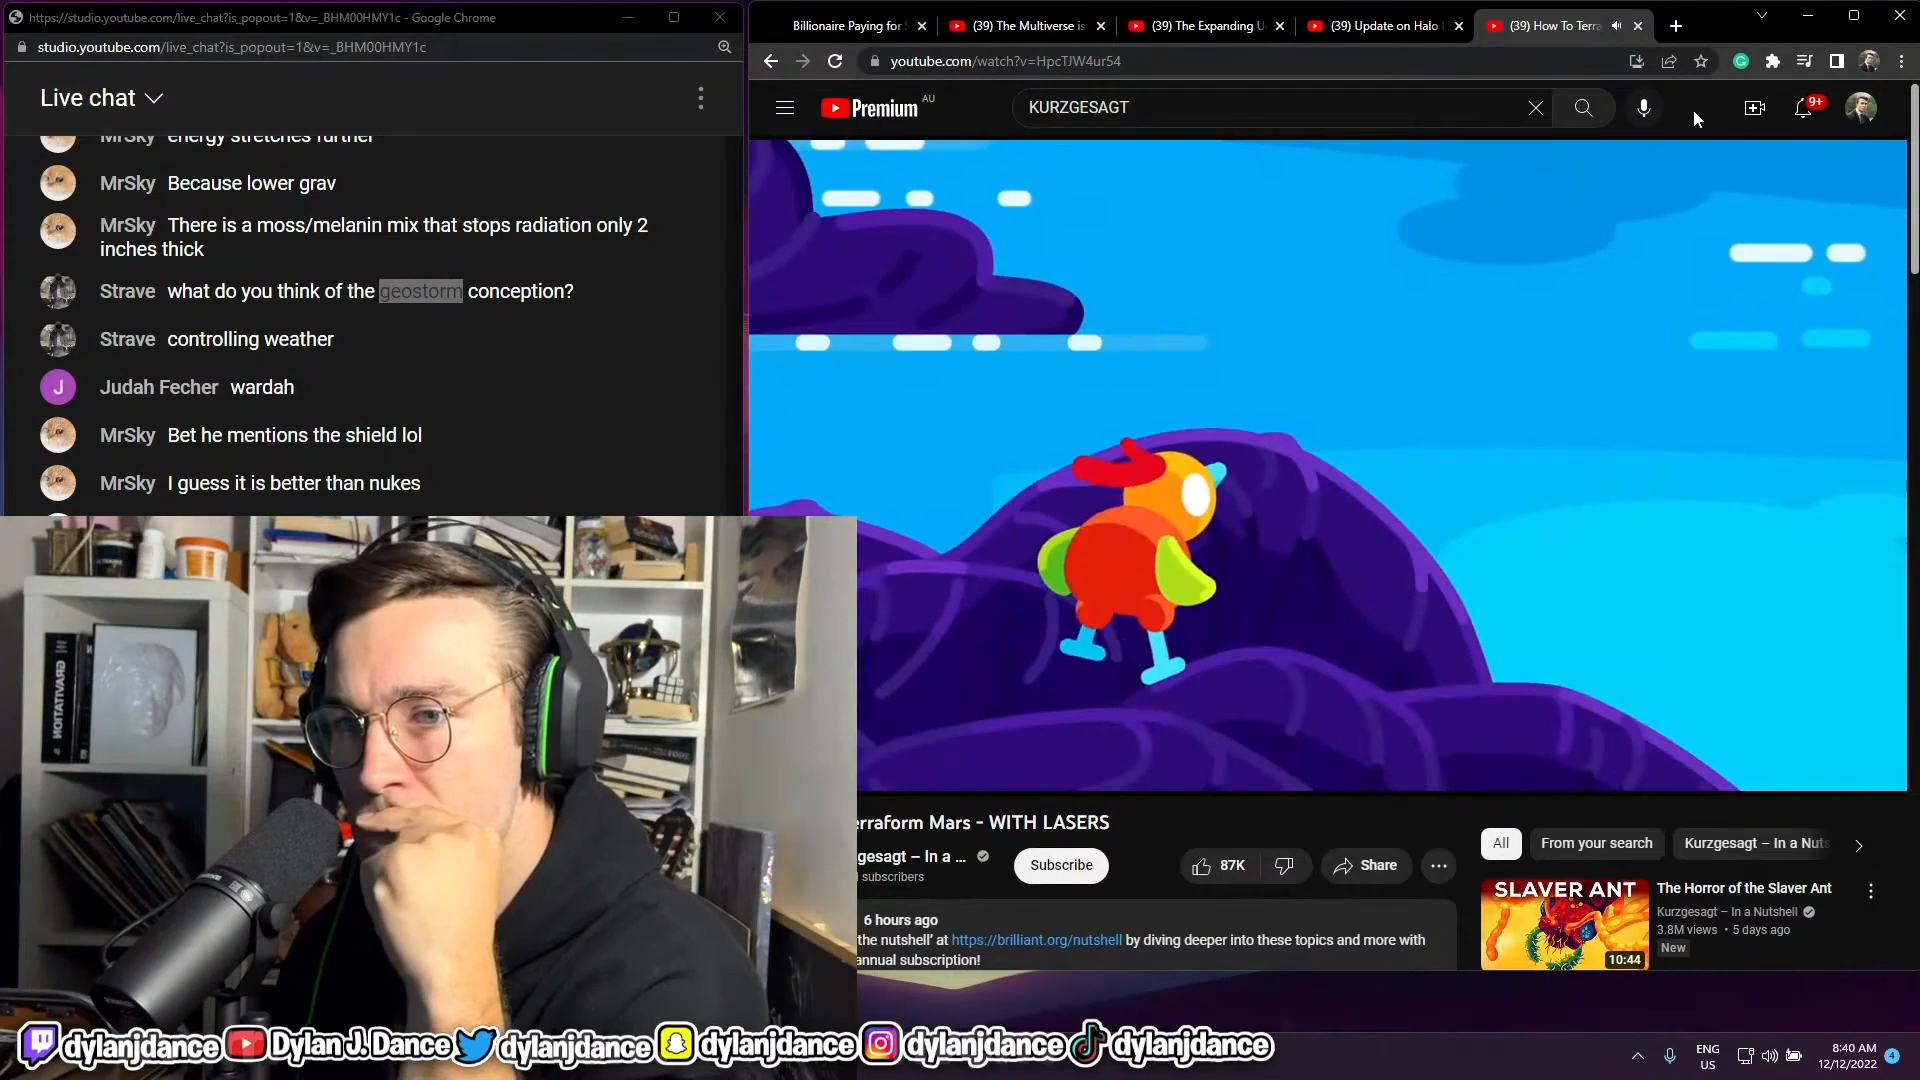 https://studio.youtube.com/live_chat?is_popout=1&v=_BHM00HMY1c - Google Chrome
studio.youtube.com/live_chat?is_popout=1&v=_BHM00HMY1c
Live chat
MrSky energy stretches further
MrSky Because lower grav
MrSky There is a moss/melanin mix that stops radiation only 2
inches thick
Strave what do you think of the geostorm conception?
Strave controlling weather
J Judah Fecher wardah
MrSky Bet he mentions the shield lol
MrSky I guess it is better than nukes
Billionaire Paying for
(39) The Multiverse is
(39) The Expanding U
(39) Update on Halo
(39) How To Terra
youtube.com/watch?v=HpcTJW4ur54
Premium AU
KURZGESAGT
9+
GRAVITATION
erraform Mars - WITH LASERS
gesagt – In a ...
subscribers
Subscribe
87K
Share
6 hours ago
the nutshell' at https://brilliant.org/nutshell by diving deeper into these topics and more with
annual subscription!
All
From your search
Kurzgesagt – In a Nuts
SLAVER ANT
10:44
The Horror of the Slaver Ant
Kurzgesagt – In a Nutshell
3.8M views • 5 days ago
New
dylanjdance
Dylan J. Dance
dylanjdance
dylanjdance
dylanjdance
dylanjdance
ENG
US
8:40 AM
12/12/2022
4